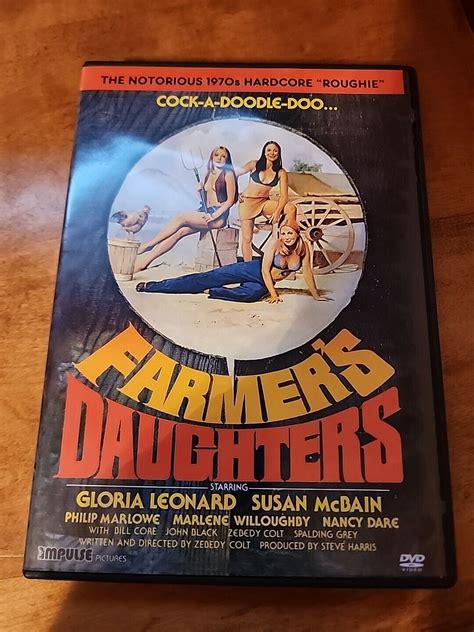 THE NOTORIOUS 1970s HARDCORE "ROUGHIE"
COCK-A-DOODLE-DOO...
FARMER'S
DAUGHTERS
STARRING
GLORIA LEONARD SUSAN McBAIN
PHILIP MARLOWE MARLENE WILLOUGHBY NANCY DARE
WITH BILL CORE JOHN BLACK ZEBEDY COLT SPALDING GREY
WRITTEN AND DIRECTED BY ZEBEDY COLT PRODUCED BY STEVE HARRIS
IMPULSE
PICTURES
DVD
VIDEO